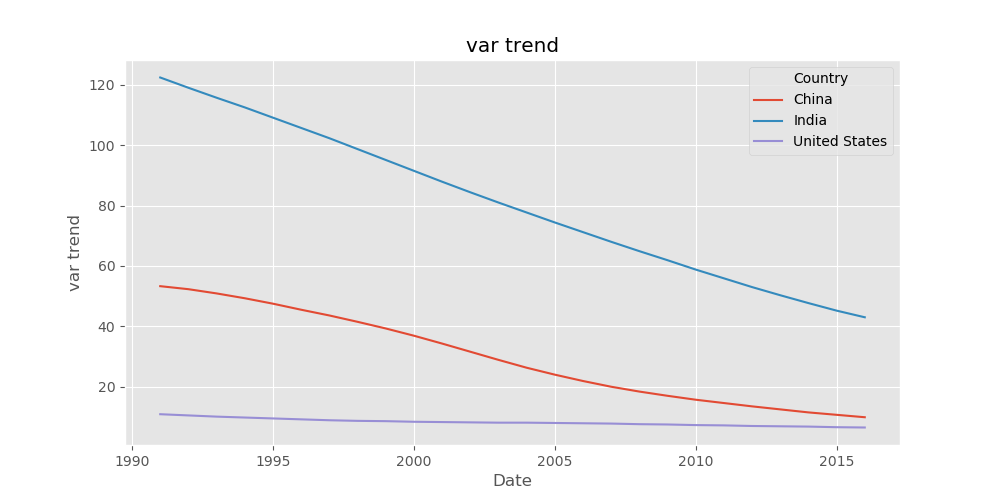 var trend
Country
China
India
United States
120
100
80
60
40
20
var trend
1990
1995
2000
2005
2010
2015
Date